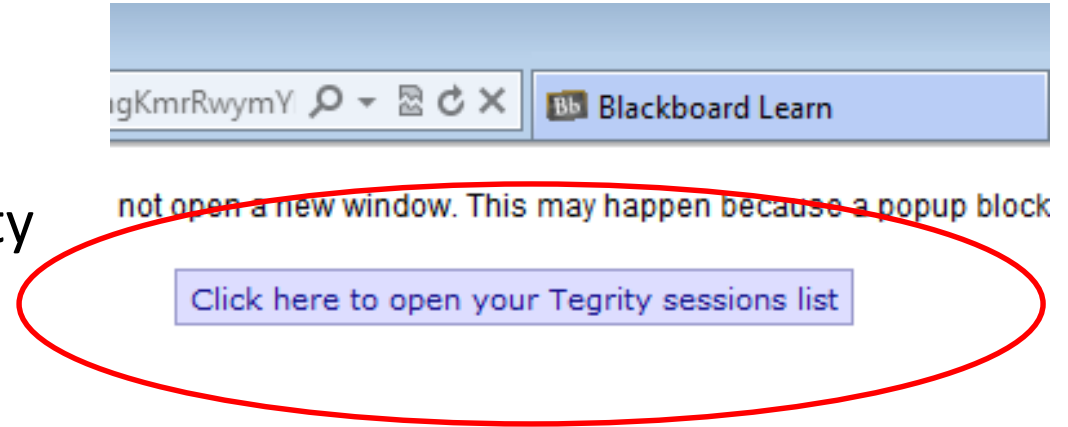 Bb Blackboard Learn
not open a new window. This may happen because a popup block
Click here to open your Tegrity sessions list